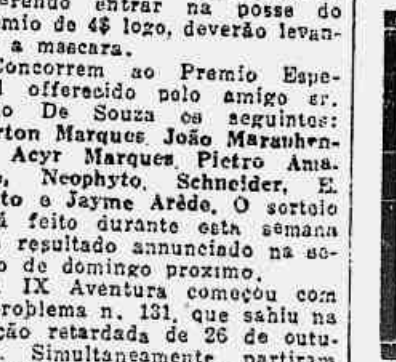 erendo entrar na posse do
mio de 4$ logo, deverão levan-
a mascara.
Concorrem ao Premio Espe-
l offerecido pelo amigo sr.
o De Souza os seguintes:
rton Marques, João Maranhen-
Acyr Marques, Pietro Ama-
o, Neophyto, Schneider, E.
to e Jayme Arêde. O sorteio
á feito durante esta semana
resultado annunciado na se-
o de domingo proximo.
IX Aventura começou com
roblema n. 131, que sahiu na
ção retardada de 26 de outu-
Simultaneamente partiram